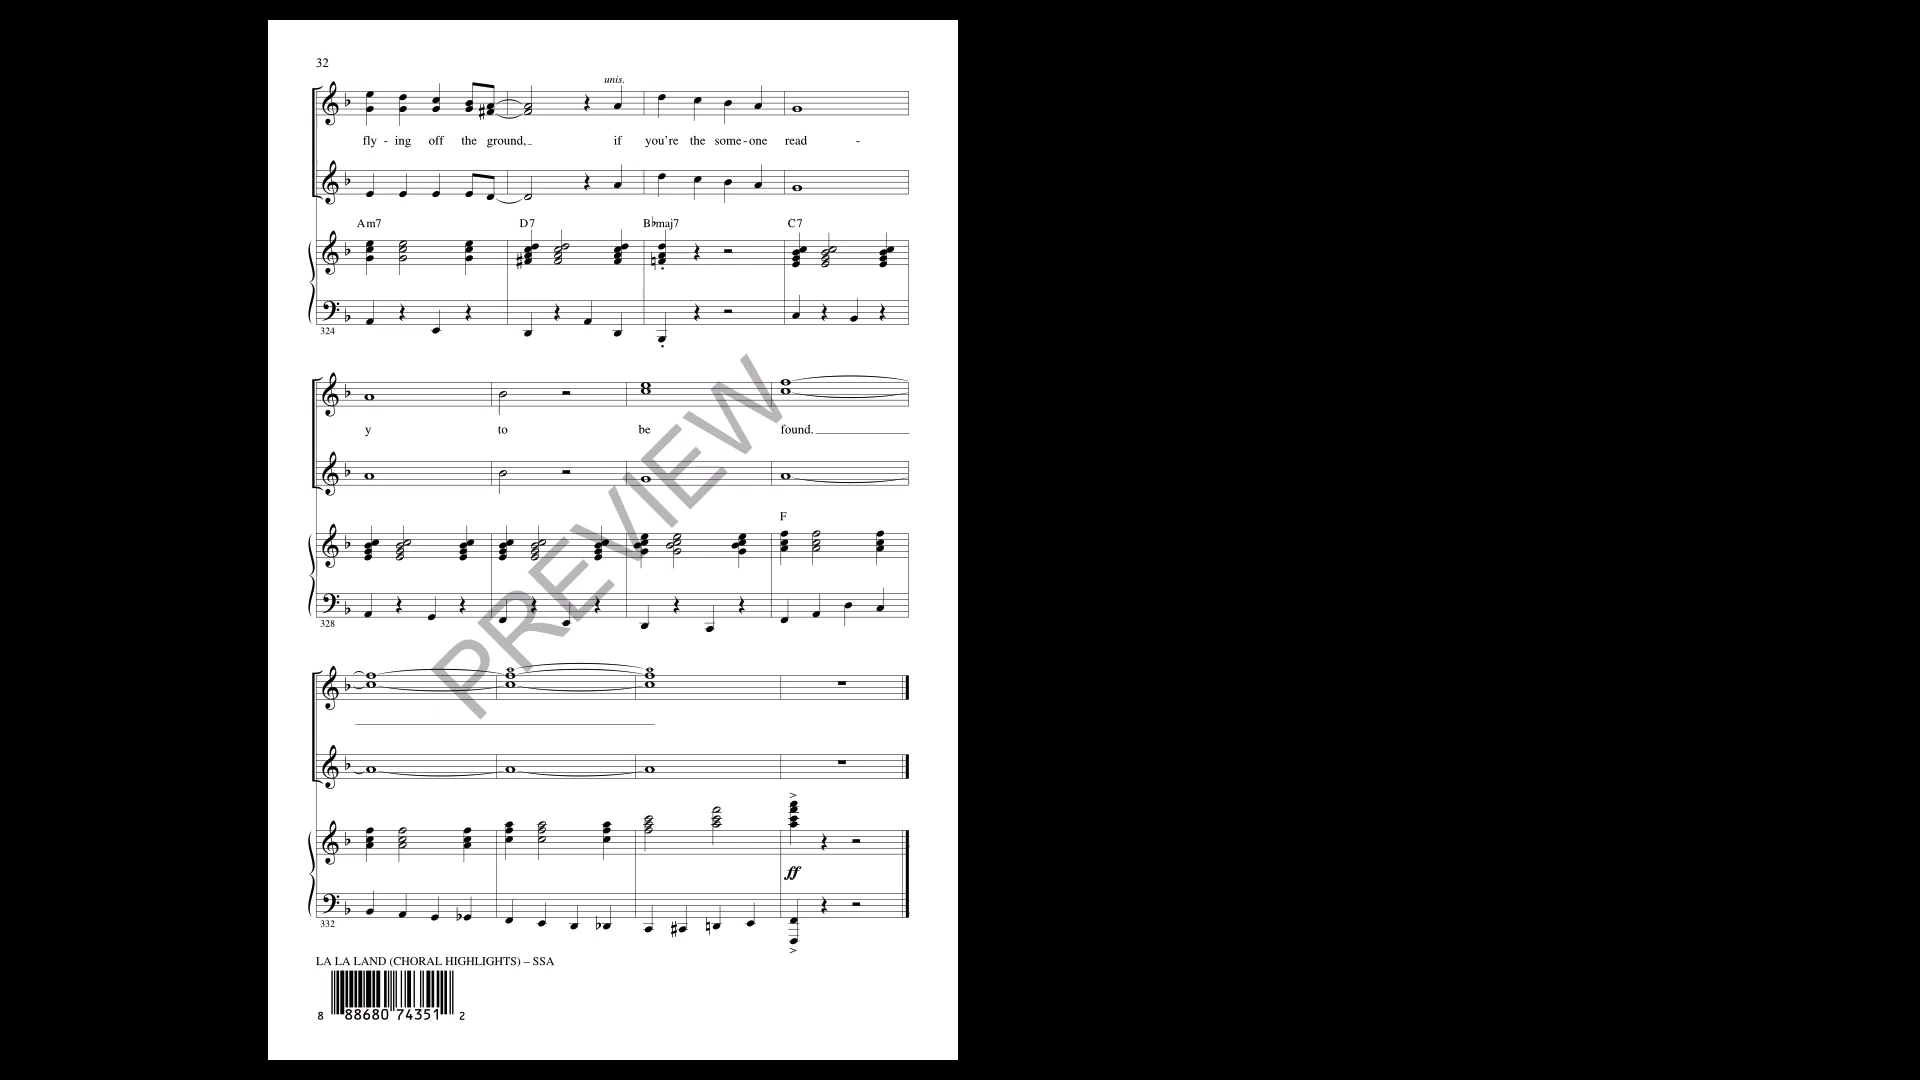 32
unis.
fly - ing off the ground, if you're the some - one read -
Am7 D7 B♭maj7 C7
324
y to be found.
F
328
ff
332
PREVIEW
LA LA LAND (CHORAL HIGHLIGHTS) – SSA
8 88680 74351 2